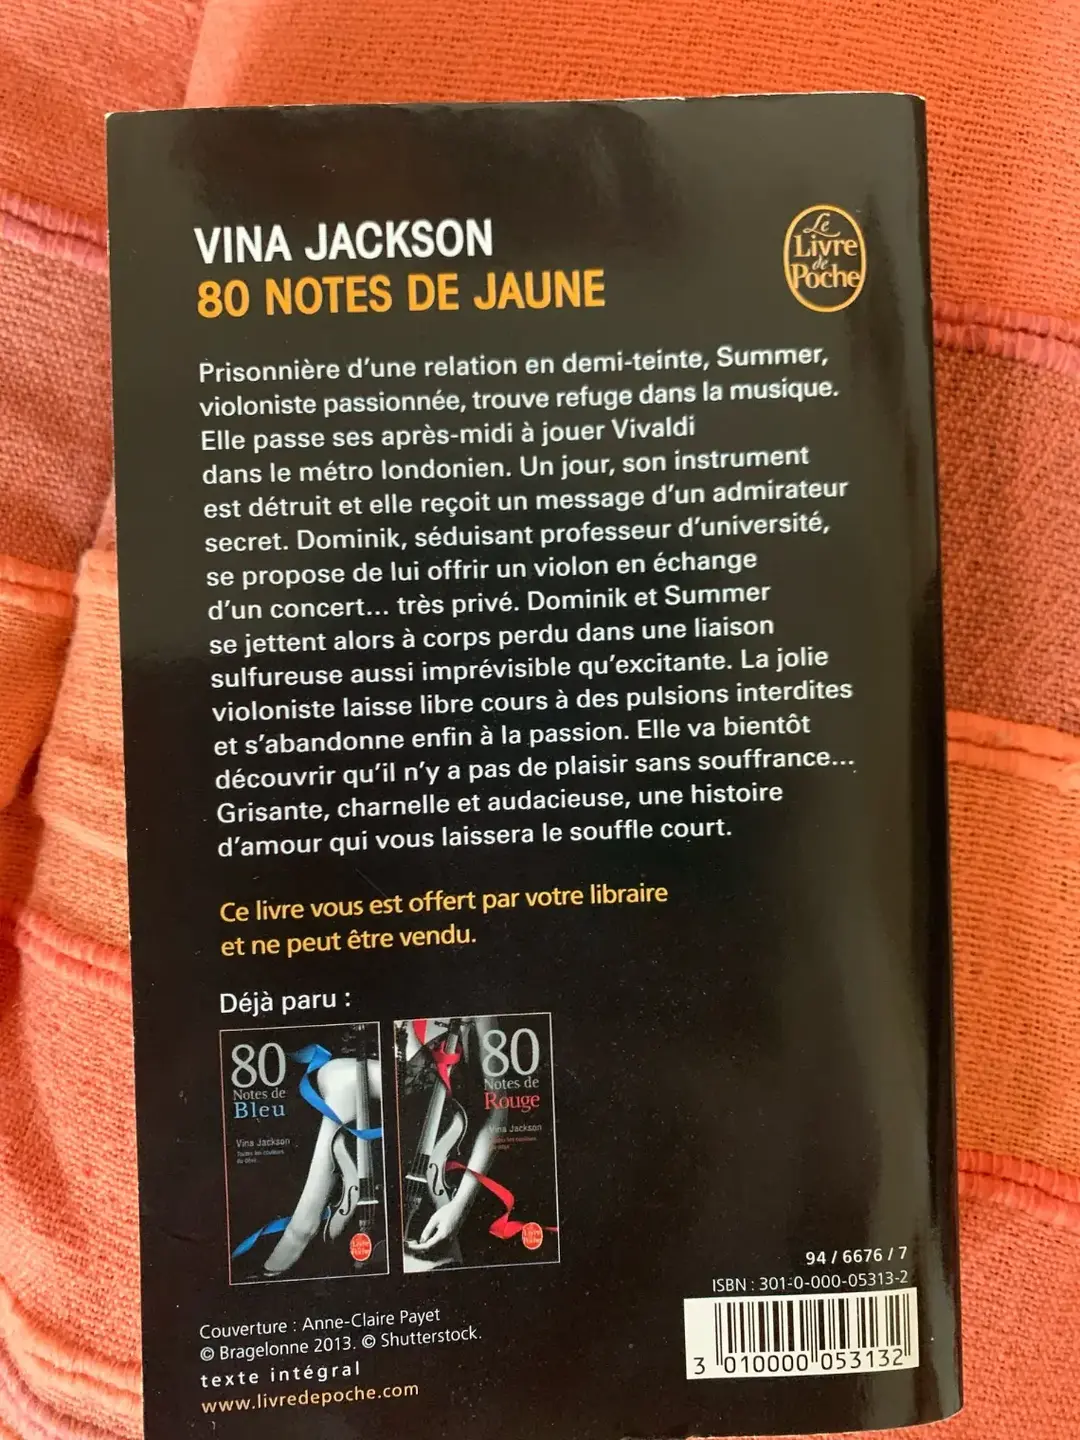 VINA JACKSON
80 NOTES DE JAUNE
Le
Livre
de
Poche
Prisonnière d'une relation en demi-teinte, Summer,
violoniste passionnée, trouve refuge dans la musique.
Elle passe ses après-midi à jouer Vivaldi
dans le métro londonien. Un jour, son instrument
est détruit et elle reçoit un message d'un admirateur
secret. Dominik, séduisant professeur d'université,
se propose de lui offrir un violon en échange
d'un concert... très privé. Dominik et Summer
se jettent alors à corps perdu dans une liaison
sulfureuse aussi imprévisible qu'excitante. La jolie
violoniste laisse libre cours à des pulsions interdites
et s'abandonne enfin à la passion. Elle va bientôt
découvrir qu'il n'y a pas de plaisir sans souffrance...
Grisante, charnelle et audacieuse, une histoire
d'amour qui vous laissera le souffle court.
Ce livre vous est offert par votre libraire
et ne peut être vendu.
Déjà paru :
80
Notes de
Bleu
Vina Jackson
Toutes les couleurs
du désir...
80
Notes de
Rouge
Vina Jackson
94 / 6676 / 7
ISBN : 301-0-000-05313-2
3 010000 053132
Couverture : Anne-Claire Payet
© Bragelonne 2013. © Shutterstock.
texte intégral
www.livredepoche.com